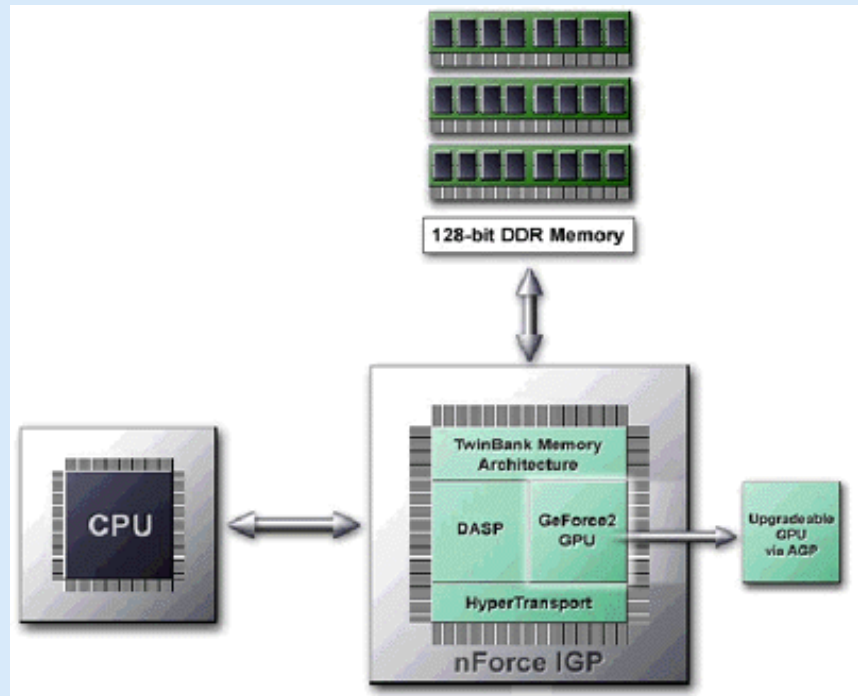 128-bit DDR Memory
TwinBank Memory
Architecture
CPU
DASP
GeForce2
GPU
Upgradeable
GPU
via AGP
HyperTransport
nForce IGP